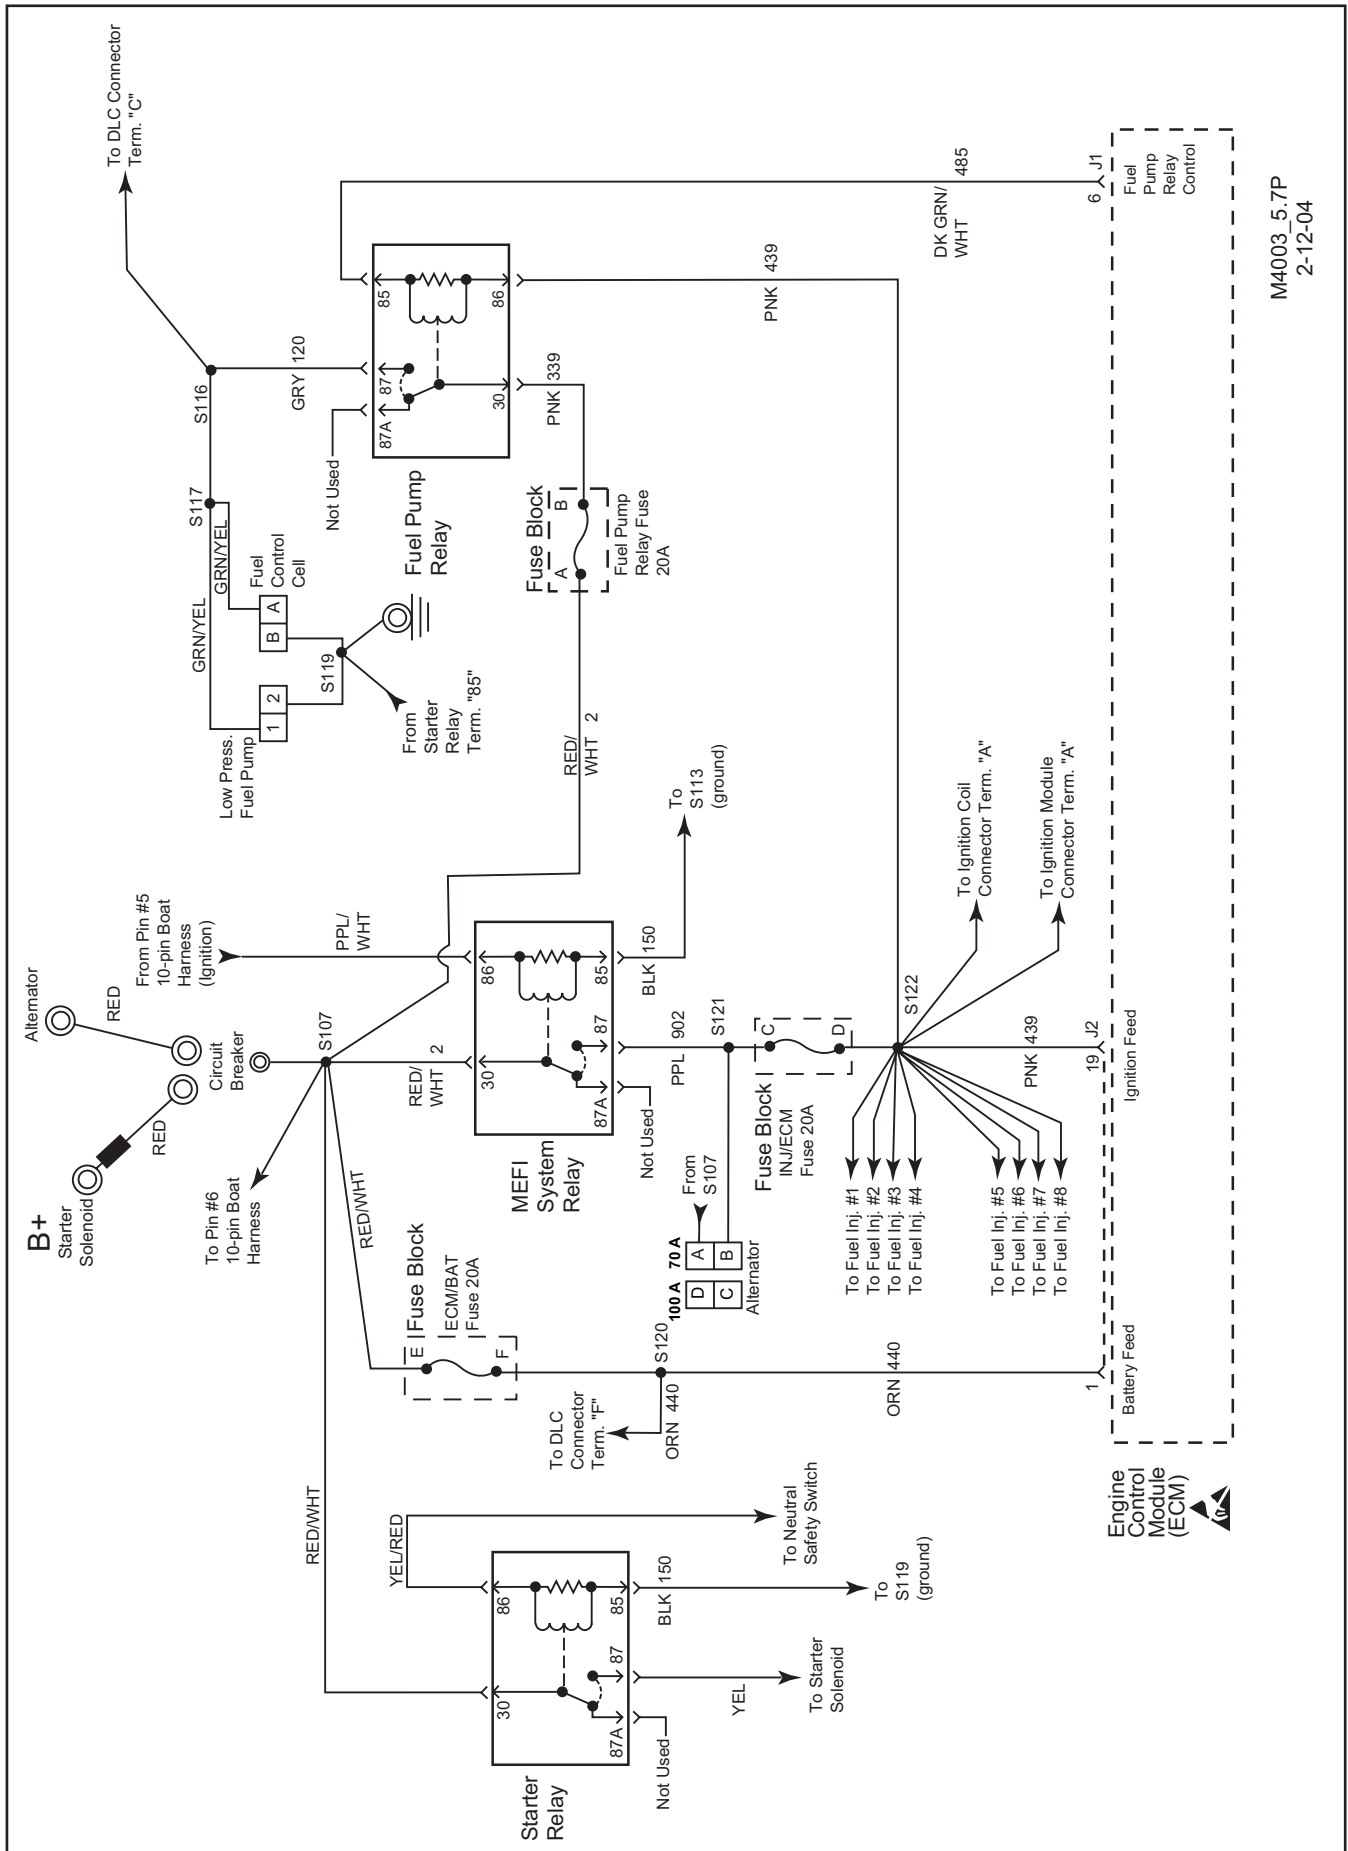 B+
Starter
Solenoid
RED
Alternator
RED
Circuit
Breaker
To Pin #6
10-pin Boat
Harness
S107
From Pin #5
10-pin Boat
Harness
(Ignition)
PPL/
WHT
RED/WHT
RED/WHT
RED/
WHT 2
Starter
Relay
30
86
87A
87
85
YEL/RED
Not Used
YEL
To Starter
Solenoid
BLK 150
To
S119
(ground)
To Neutral
Safety Switch
Fuse Block
ECM/BAT
Fuse 20A
E
F
To DLC
Connector
Term. "F"
ORN 440
S120
ORN 440
MEFI
System
Relay
30
86
87A
87
85
Not Used
PPL 902
BLK 150
To
S113
(ground)
S121
From
S107
100 A
70 A
D
A
C
B
Alternator
Fuse Block
INJ/ECM
Fuse 20A
C
D
S122
To Fuel Inj. #1
To Fuel Inj. #2
To Fuel Inj. #3
To Fuel Inj. #4
To Fuel Inj. #5
To Fuel Inj. #6
To Fuel Inj. #7
To Fuel Inj. #8
PNK 439
To Ignition Coil
Connector Term. "A"
To Ignition Module
Connector Term. "A"
To DLC Connector
Term. "C"
S116
S117
GRN/YEL
GRN/YEL
Low Press.
Fuel Pump
1
2
Fuel
Control
Cell
B
A
S119
From
Starter
Relay
Term. "85"
GRY 120
Not Used
Fuel Pump
Relay
87A
87
85
30
86
PNK 339
Fuse Block
A
B
Fuel Pump
Relay Fuse
20A
RED/
WHT 2
PNK 439
DK GRN/
WHT
485
1
19
J2
6
J1
Battery Feed
Ignition Feed
Fuel
Pump
Relay
Control
Engine
Control
Module
(ECM)
M4003_5.7P
2-12-04